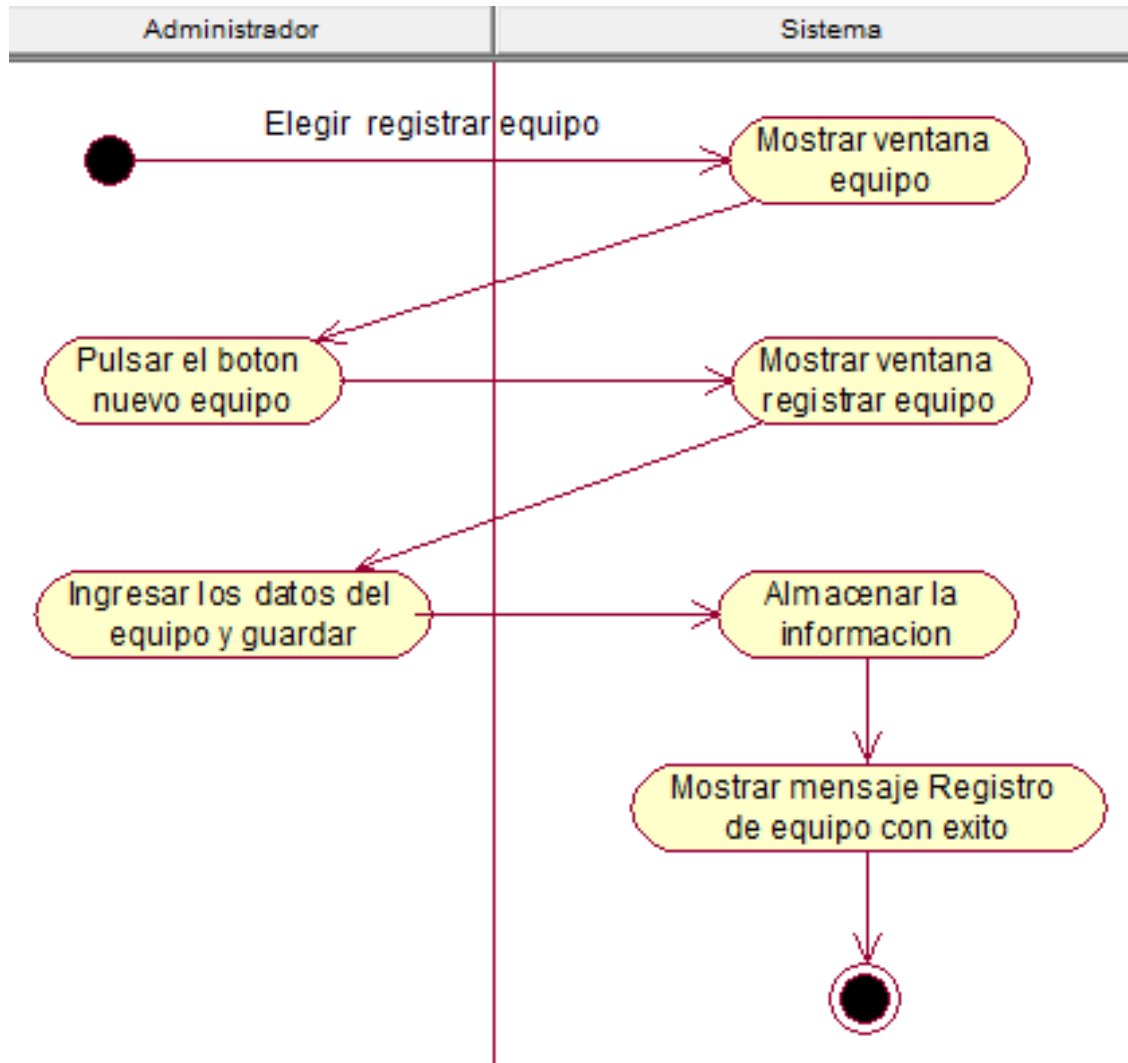 Administrador
Sistema
Elegir registrar equipo
Mostrar ventana
equipo
Pulsar el boton
nuevo equipo
Mostrar ventana
registrar equipo
Ingresar los datos del
equipo y guardar
Almacenar la
informacion
Mostrar mensaje Registro
de equipo con exito